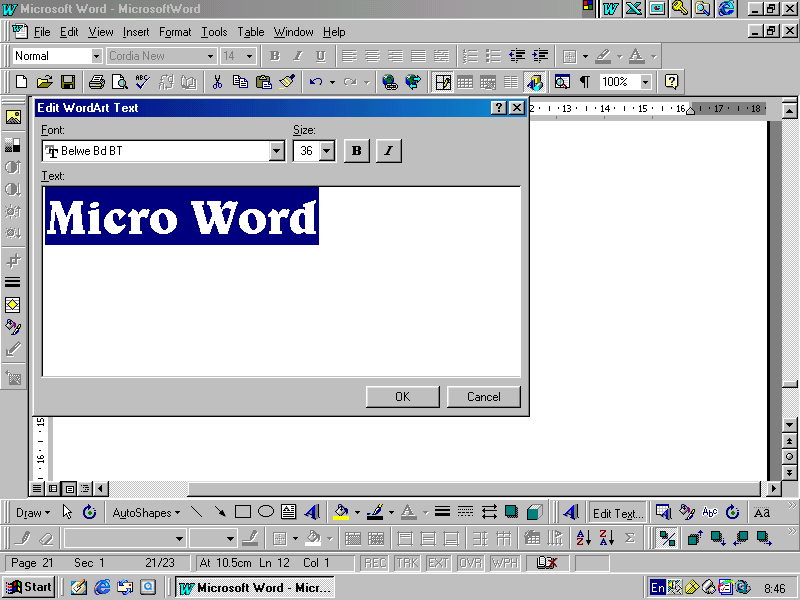 Microsoft Word - MicrosoftWord
File Edit View Insert Format Tools Table Window Help
Normal Cordia New 14 B I U
100%
Edit WordArt Text
Font: Size:
Belwe Bd BT 36 B I
Text:
Micro Word
OK Cancel
2 13 14 15 16 17 18
15
16
Draw AutoShapes Edit Text... Abc Aa
Page 21 Sec 1 21/23 At 10.5cm Ln 12 Col 1 REC TRK EXT OVR WPH
Start Microsoft Word - Micr... En 8:46